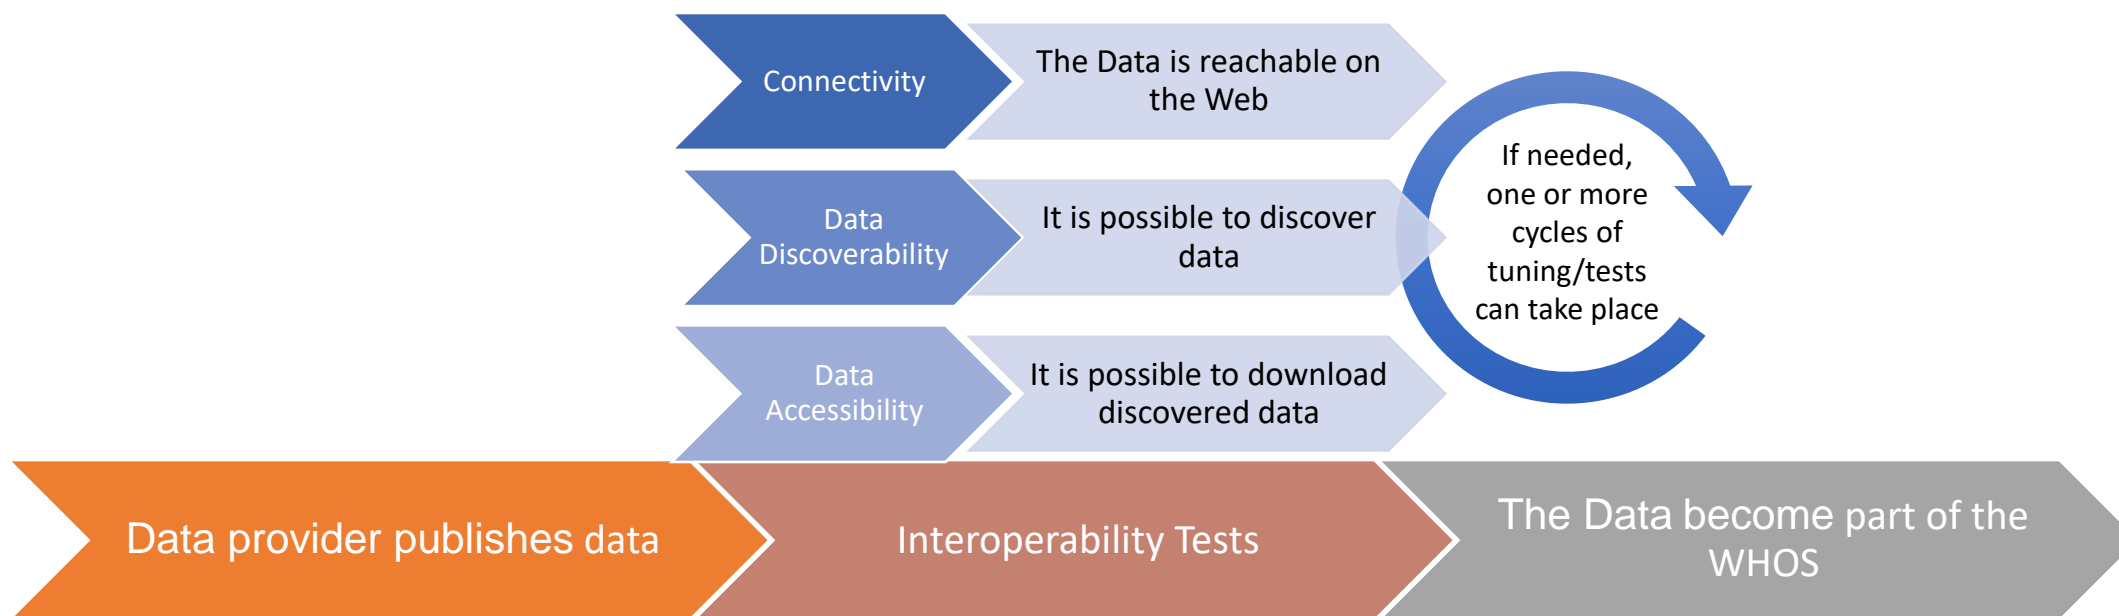 Connectivity
The Data is reachable on
the Web
Data
Discoverability
It is possible to discover
data
Data
Accessibility
It is possible to download
discovered data
If needed,
one or more
cycles of
tuning/tests
can take place
Data provider publishes data
Interoperability Tests
The Data become part of the
WHOS